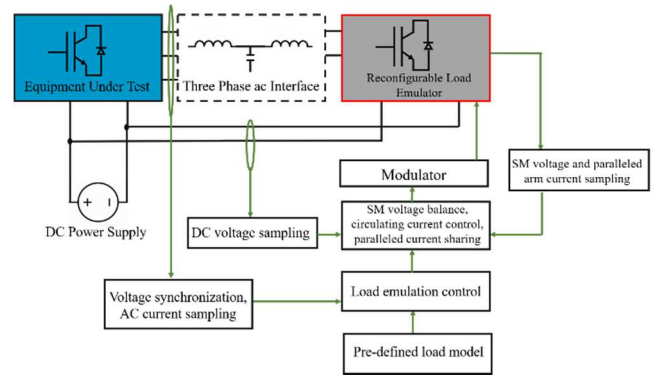 Equipment Under Test
Three Phase ac Interface
Reconfigurable Load
Emulator
+ −
DC Power Supply
Modulator
SM voltage and paralleled
arm current sampling
DC voltage sampling
SM voltage balance,
circulating current control,
paralleled current sharing
Voltage synchronization,
AC current sampling
Load emulation control
Pre-defined load model